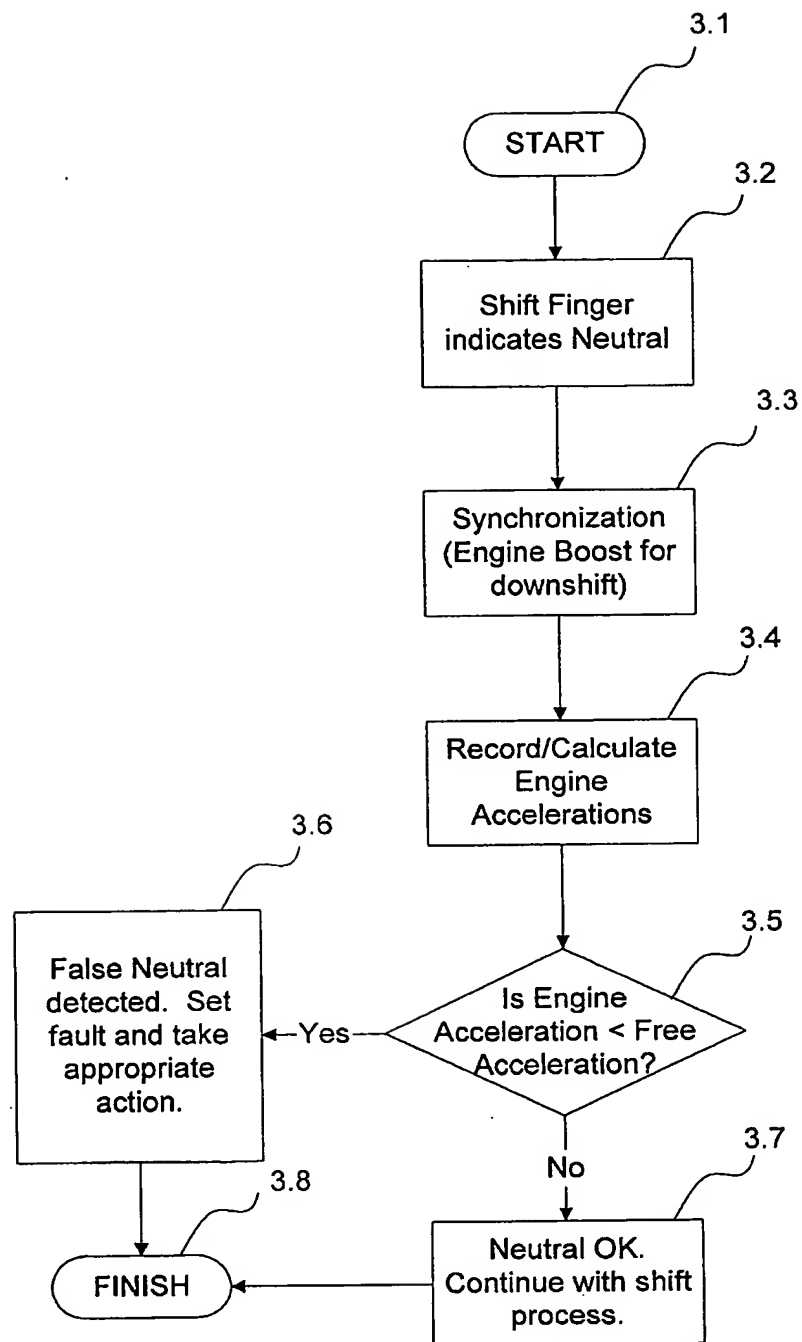 3.1
START
3.2
Shift Finger
indicates Neutral
3.3
Synchronization
(Engine Boost for
downshift)
3.4
Record/Calculate
Engine
Accelerations
3.5
Is Engine
Acceleration < Free
Acceleration?
Yes
3.6
False Neutral
detected. Set
fault and take
appropriate
action.
No
3.7
Neutral OK.
Continue with shift
process.
3.8
FINISH